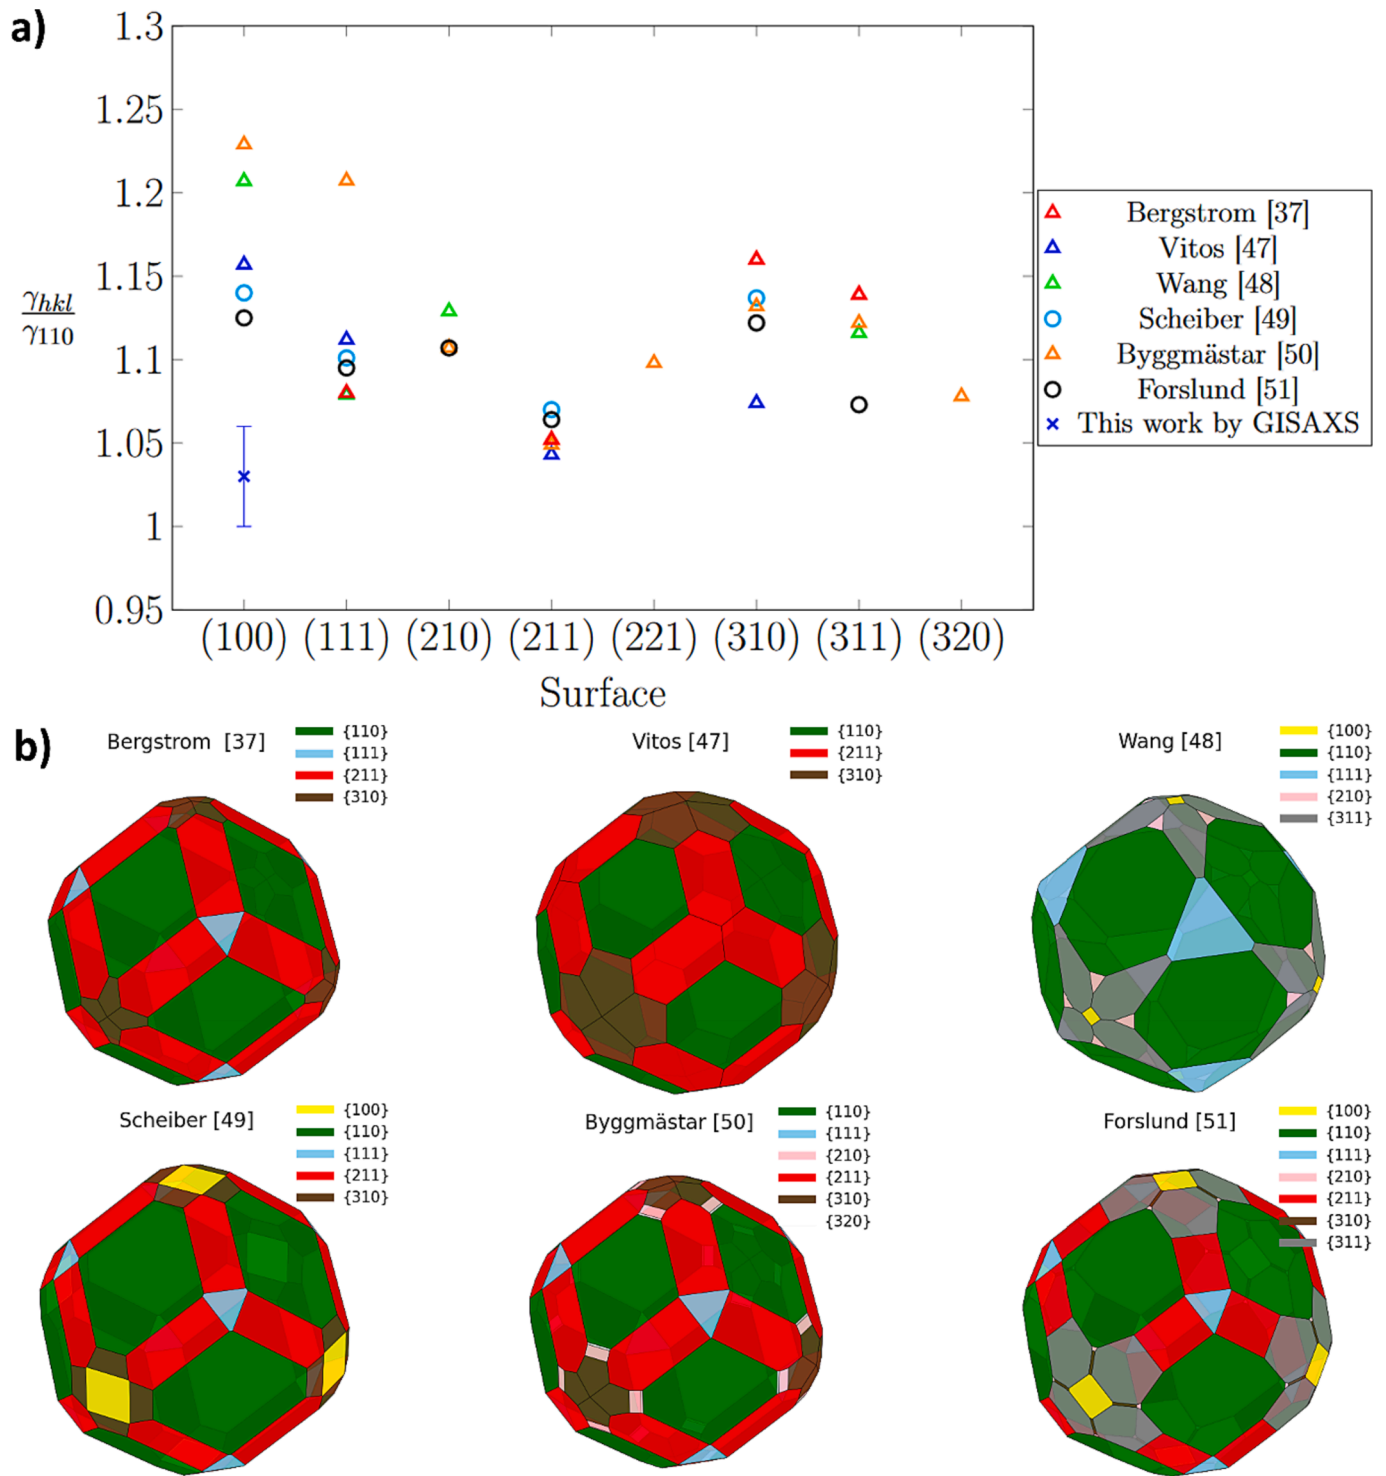 a)
1.3
1.25
1.2
1.15
1.1
1.05
1
0.95
γhkl
γ110
(100) (111) (210) (211) (221) (310) (311) (320)
Surface
Bergstrom [37]
Vitos [47]
Wang [48]
Scheiber [49]
Byggmästar [50]
Forslund [51]
This work by GISAXS
b)
Bergstrom [37]
{110}
{111}
{211}
{310}
Vitos [47]
{110}
{211}
{310}
Wang [48]
{100}
{110}
{111}
{210}
{311}
Scheiber [49]
{100}
{110}
{111}
{211}
{310}
Byggmästar [50]
{110}
{111}
{210}
{211}
{310}
{320}
Forslund [51]
{100}
{110}
{111}
{210}
{211}
{310}
{311}